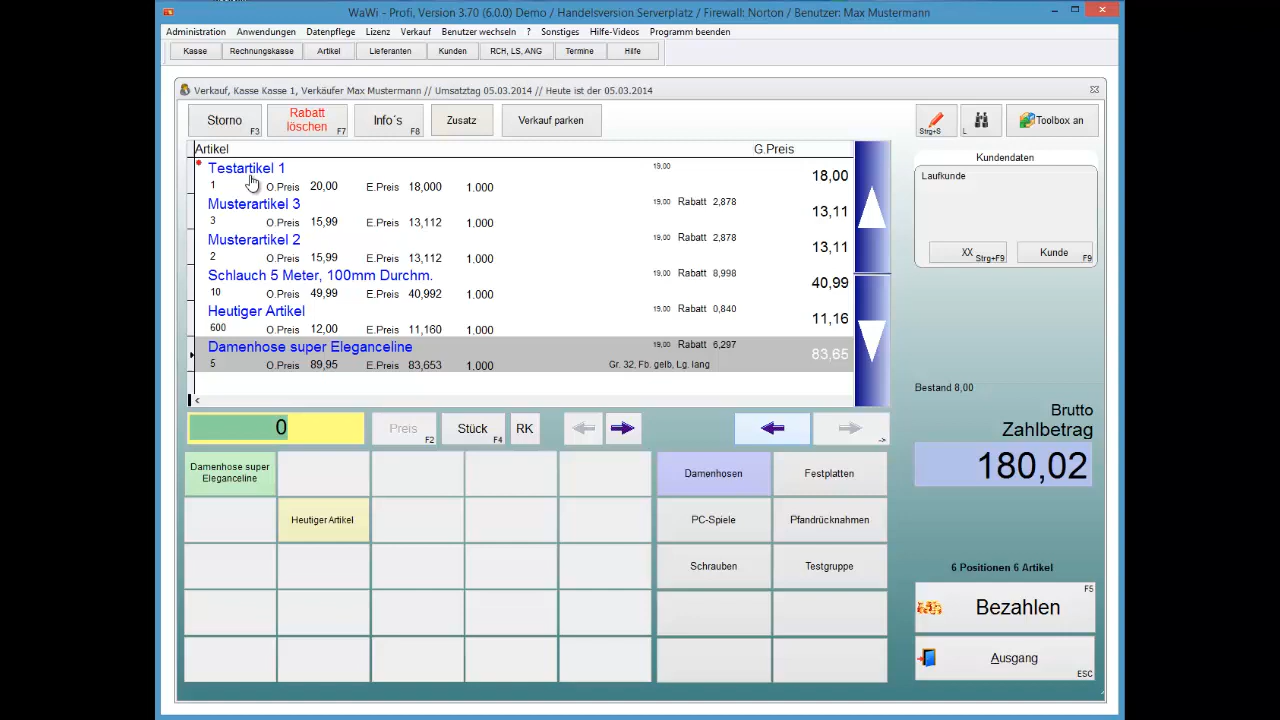 WaWi - Profi, Version 3.70 (6.0.0) Demo / Handelsversion Serverplatz / Firewall: Norton / Benutzer: Max Mustermann
Administration Anwendungen Datenpflege Lizenz Verkauf Benutzer wechseln ? Sonstiges Hilfe-Videos Programm beenden
Kasse Rechnungskasse Artikel Lieferanten Kunden RCH, LS, ANG Termine Hilfe
Verkauf, Kasse Kasse 1, Verkäufer Max Mustermann // Umsatztag 05.03.2014 // Heute ist der 05.03.2014
Storno F3
Rabatt löschen F7
Info´s F8
Zusatz
Verkauf parken
Strg+S
L
Toolbox an
Artikel G.Preis
Testartikel 1 19,00
1 O.Preis 20,00 E.Preis 18,000 1.000 18,00
Musterartikel 3 19,00 Rabatt 2,878
3 O.Preis 15,99 E.Preis 13,112 1.000 13,11
Musterartikel 2 19,00 Rabatt 2,878
2 O.Preis 15,99 E.Preis 13,112 1.000 13,11
Schlauch 5 Meter, 100mm Durchm. 19,00 Rabatt 8,998
10 O.Preis 49,99 E.Preis 40,992 1.000 40,99
Heutiger Artikel 19,00 Rabatt 0,840
600 O.Preis 12,00 E.Preis 11,160 1.000 11,16
Damenhose super Eleganceline 19,00 Rabatt 6,297
5 O.Preis 89,95 E.Preis 83,653 1.000 Gr. 32, Fb. gelb, Lg. lang 83,65
<
Kundendaten
Laufkunde
XX Strg+F9
Kunde F9
Bestand 8,00
Brutto
Zahlbetrag
180,02
0
Preis F2
Stück F4
RK
->
Damenhose super
Eleganceline
Heutiger Artikel
Damenhosen Festplatten
PC-Spiele Pfandrücknahmen
Schrauben Testgruppe
6 Positionen 6 Artikel
Bezahlen F5
Ausgang ESC